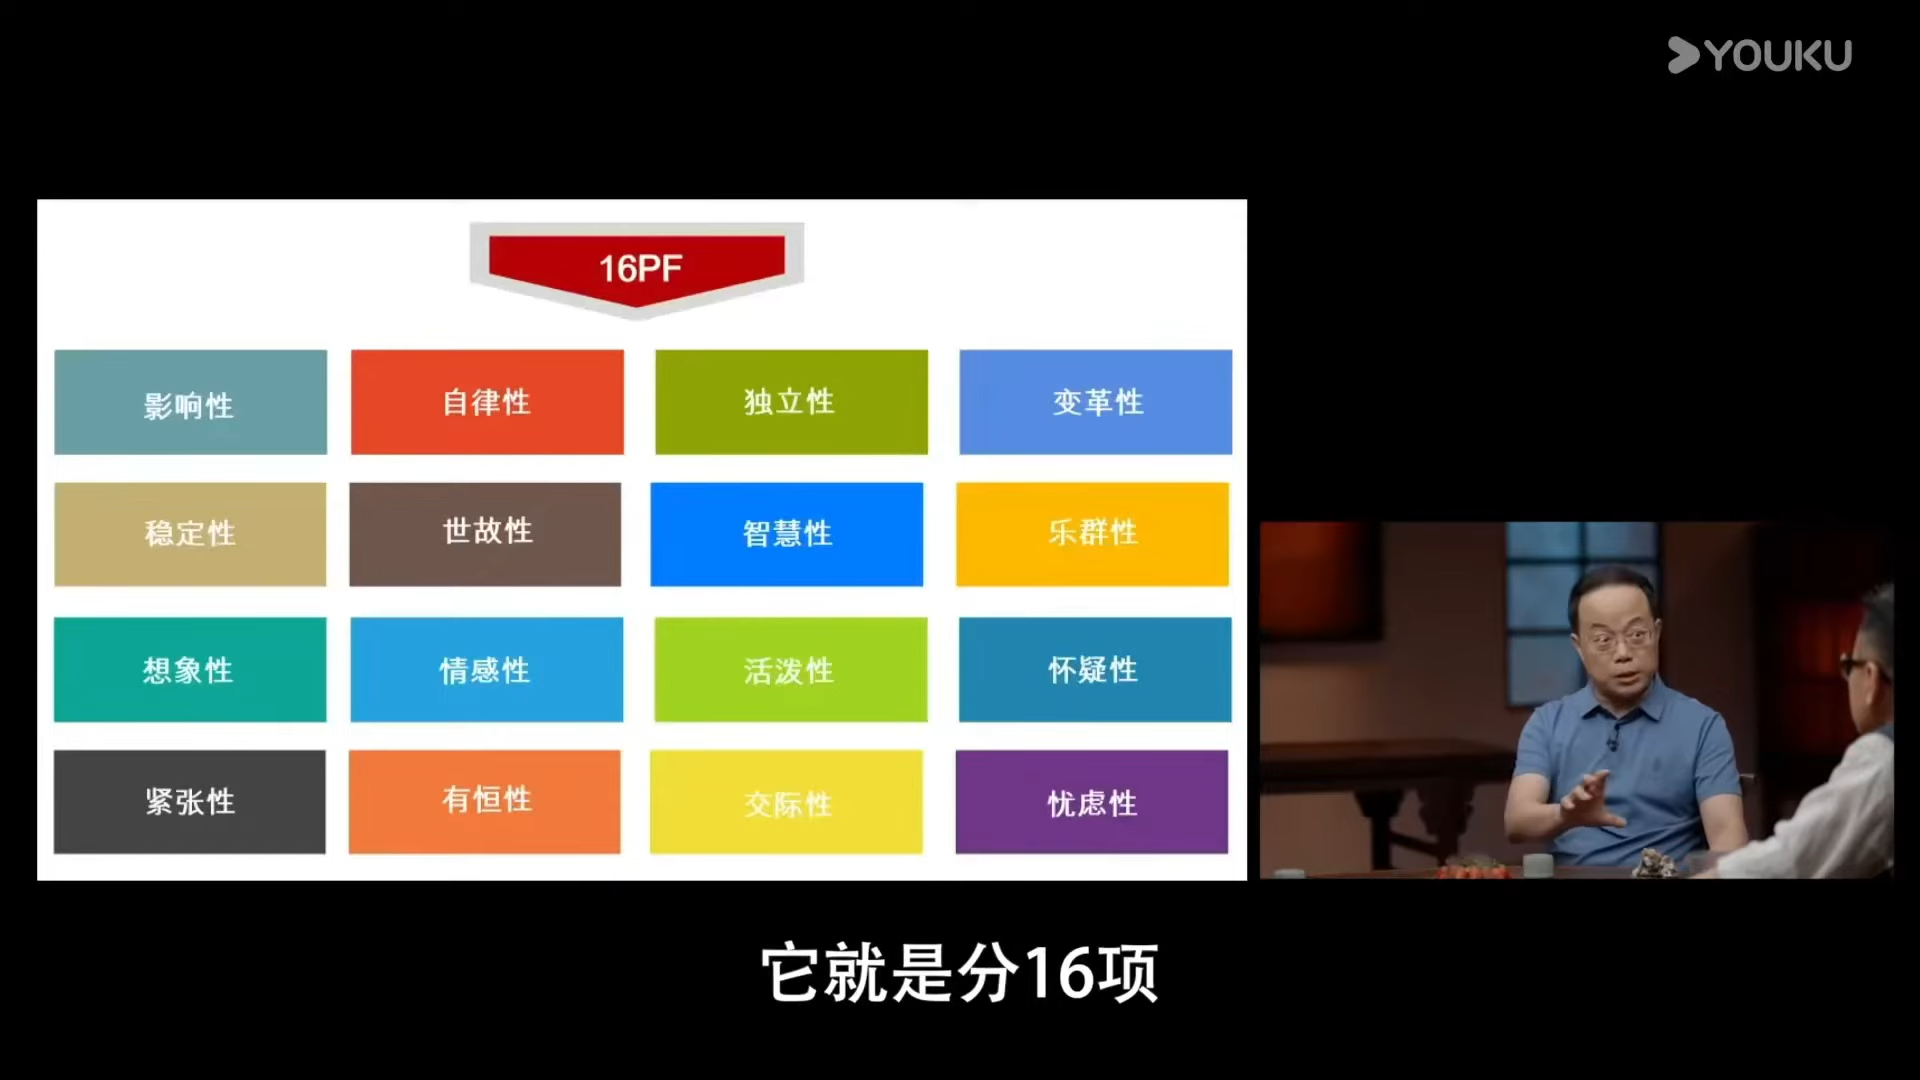 YOUKU
16PF
影响性 自律性 独立性 变革性
稳定性 世故性 智慧性 乐群性
想象性 情感性 活泼性 怀疑性
紧张性 有恒性 交际性 忧虑性
它就是分16项